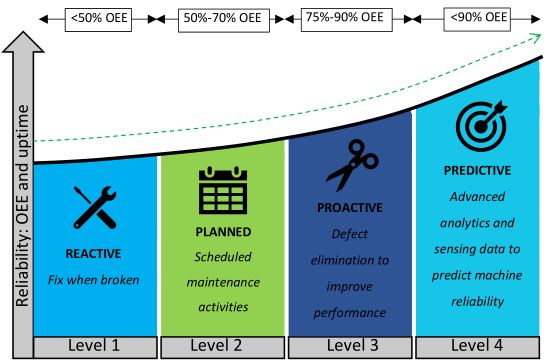 <50% OEE
50%-70% OEE
75%-90% OEE
<90% OEE
Reliability: OEE and uptime
REACTIVE
Fix when broken
PLANNED
Scheduled
maintenance
activities
PROACTIVE
Defect
elimination to
improve
performance
PREDICTIVE
Advanced
analytics and
sensing data to
predict machine
reliability
Level 1
Level 2
Level 3
Level 4